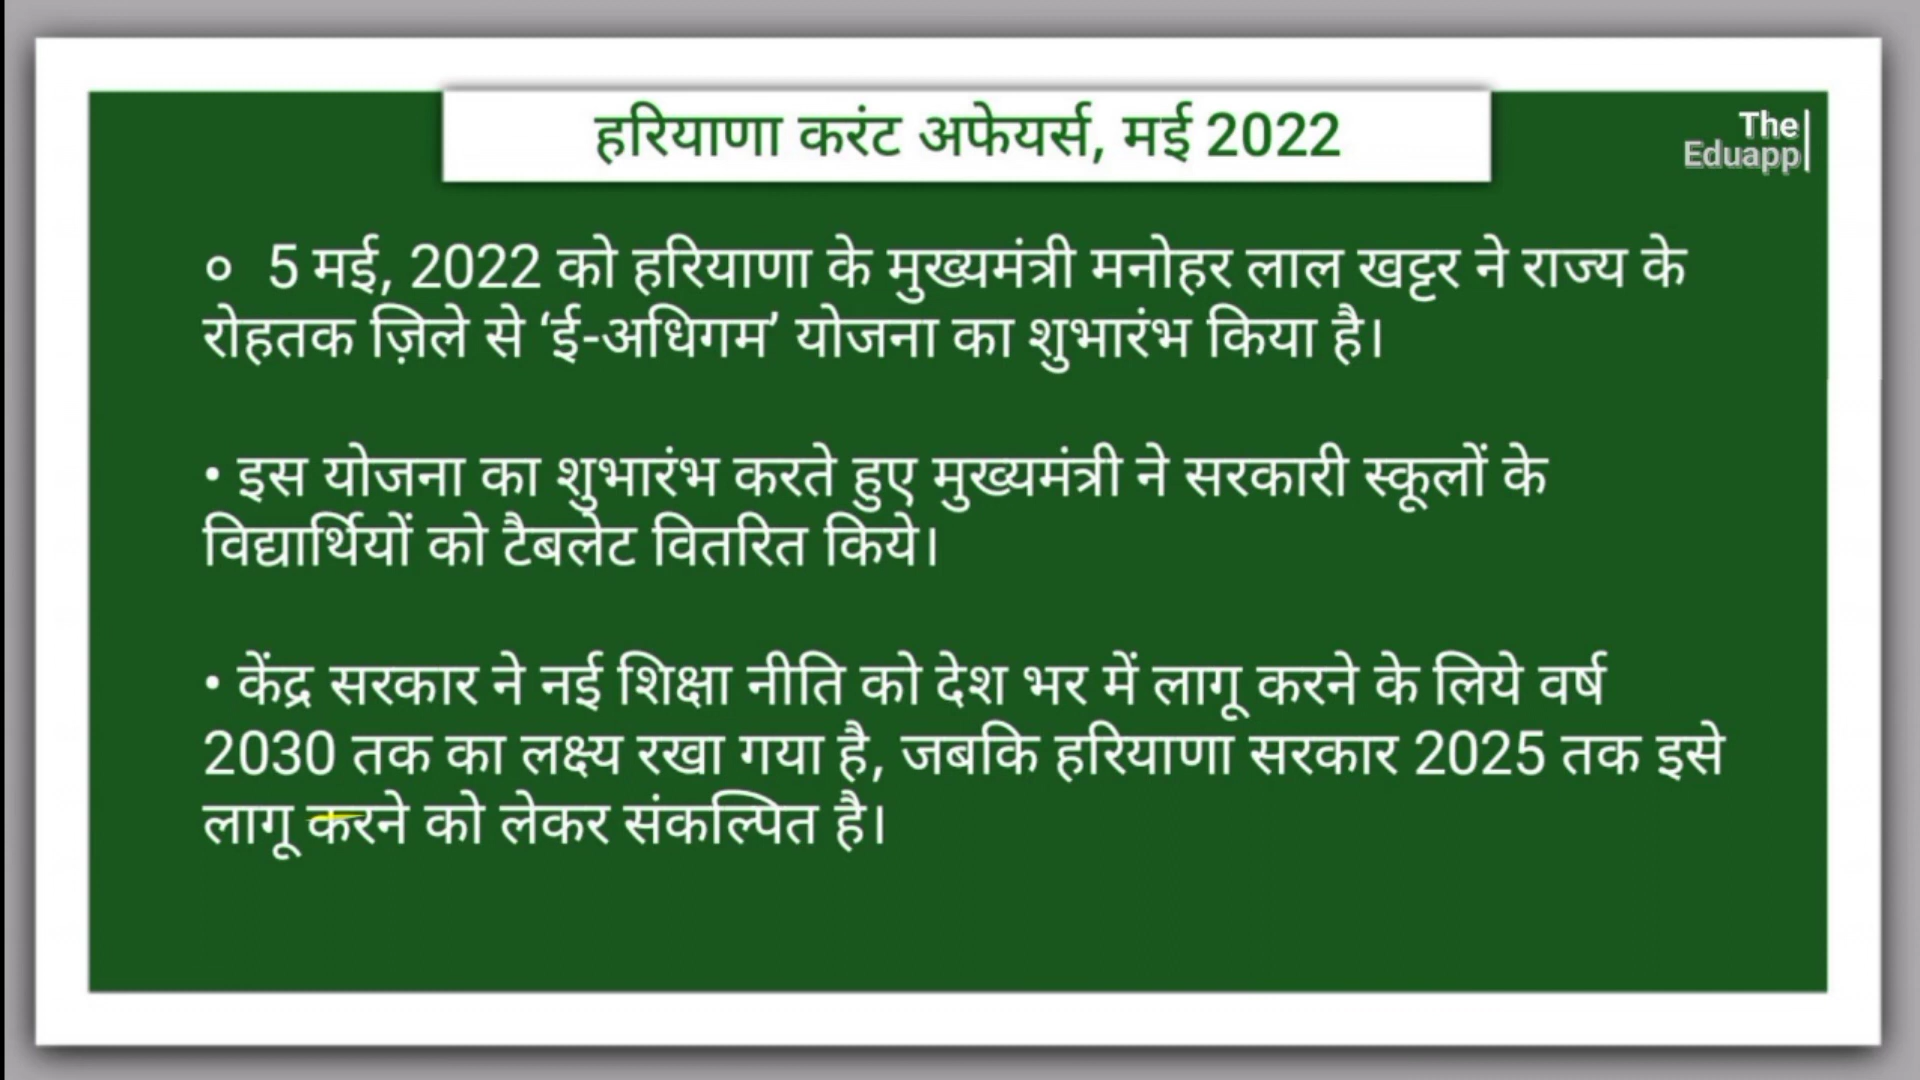 हरियाणा करंट अफेयर्स, मई 2022
The
Eduapp
० 5 मई, 2022 को हरियाणा के मुख्यमंत्री मनोहर लाल खट्टर ने राज्य के
रोहतक ज़िले से ‘ई-अधिगम’ योजना का शुभारंभ किया है।
• इस योजना का शुभारंभ करते हुए मुख्यमंत्री ने सरकारी स्कूलों के
विद्यार्थियों को टैबलेट वितरित किये।
• केंद्र सरकार ने नई शिक्षा नीति को देश भर में लागू करने के लिये वर्ष
2030 तक का लक्ष्य रखा गया है, जबकि हरियाणा सरकार 2025 तक इसे
लागू करने को लेकर संकल्पित है।